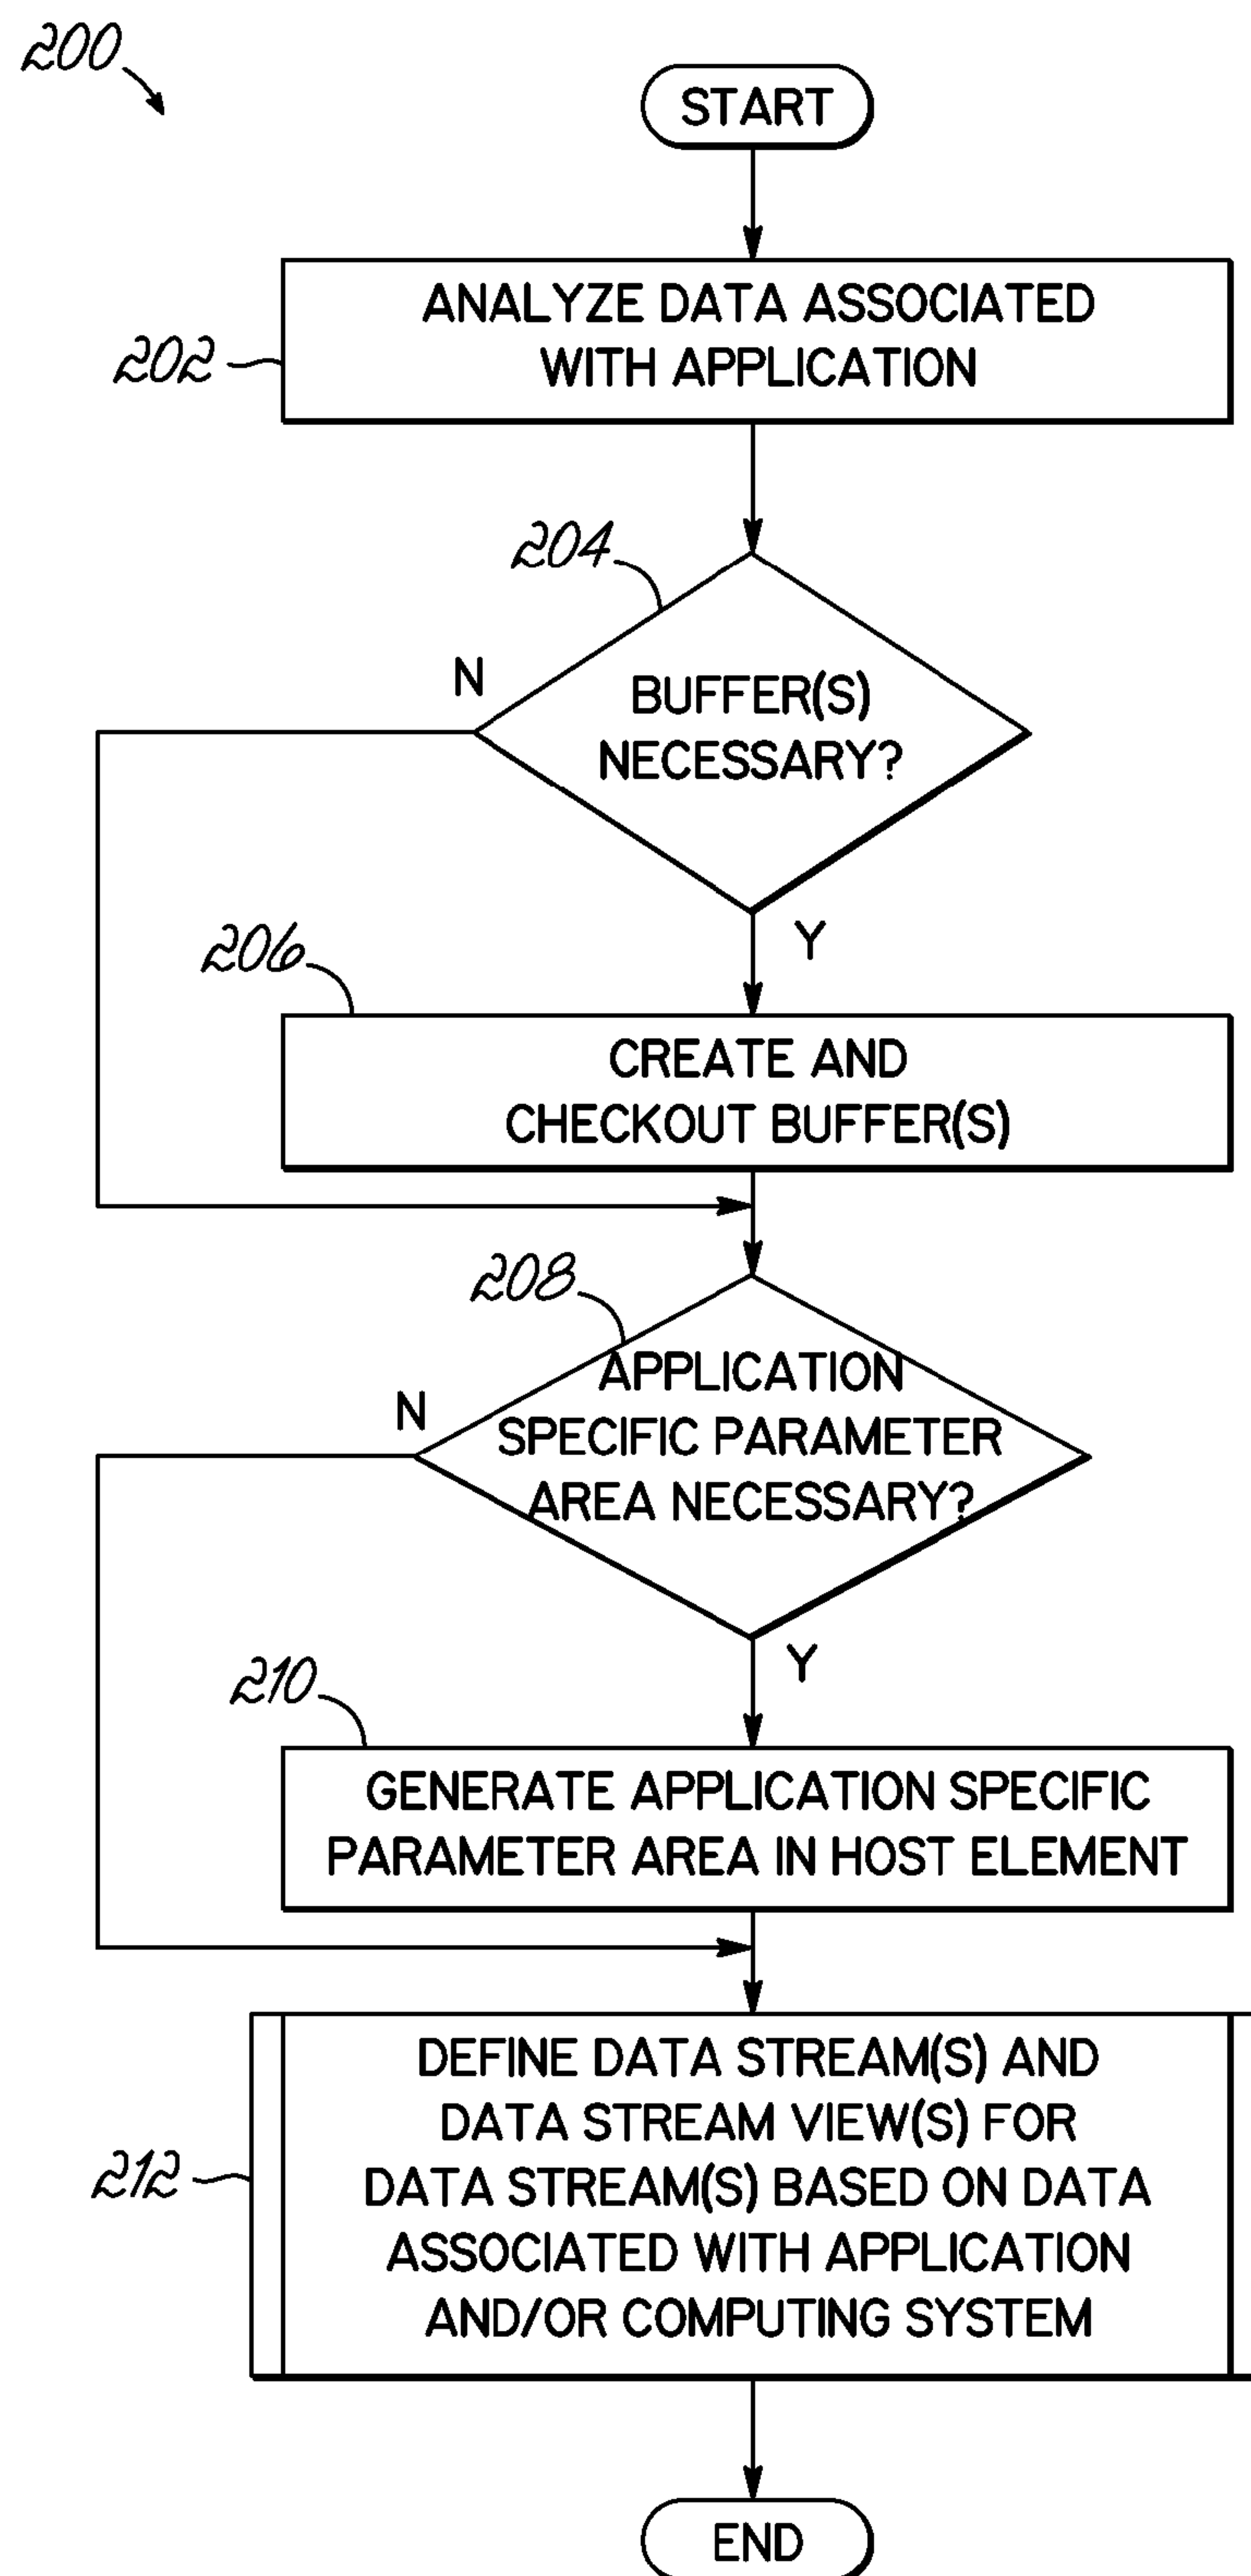 200
START
ANALYZE DATA ASSOCIATED
WITH APPLICATION
202
204
N
BUFFER(S)
NECESSARY?
Y
206
CREATE AND
CHECKOUT BUFFER(S)
208
N
APPLICATION
SPECIFIC PARAMETER
AREA NECESSARY?
Y
210
GENERATE APPLICATION SPECIFIC
PARAMETER AREA IN HOST ELEMENT
DEFINE DATA STREAM(S) AND
DATA STREAM VIEW(S) FOR
212
DATA STREAM(S) BASED ON DATA
ASSOCIATED WITH APPLICATION
AND/OR COMPUTING SYSTEM
END